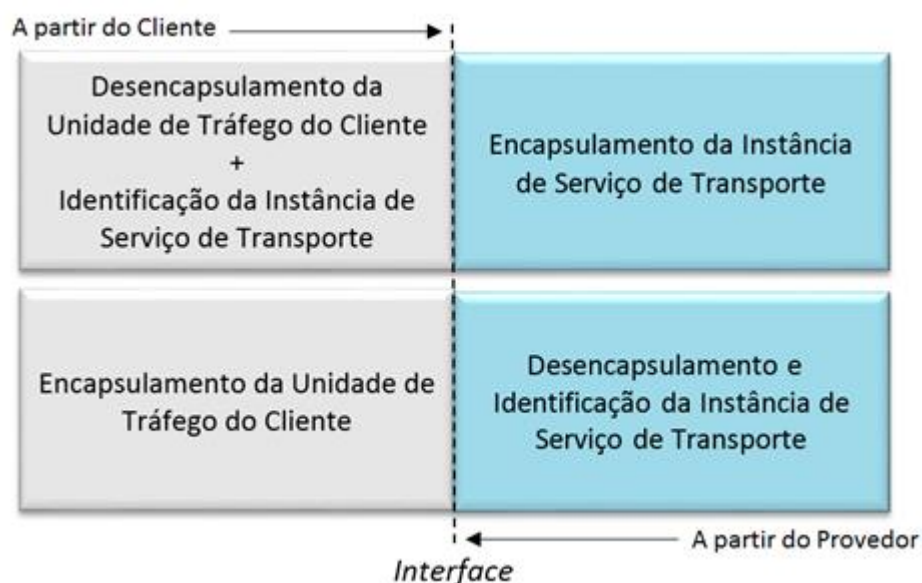 A partir do Cliente
Desencapsulamento da
Unidade de Tráfego do Cliente
+
Identificação da Instância de
Serviço de Transporte
Encapsulamento da Instância
de Serviço de Transporte
Encapsulamento da Unidade de
Tráfego do Cliente
Desencapsulamento e
Identificação da Instância de
Serviço de Transporte
A partir do Provedor
Interface